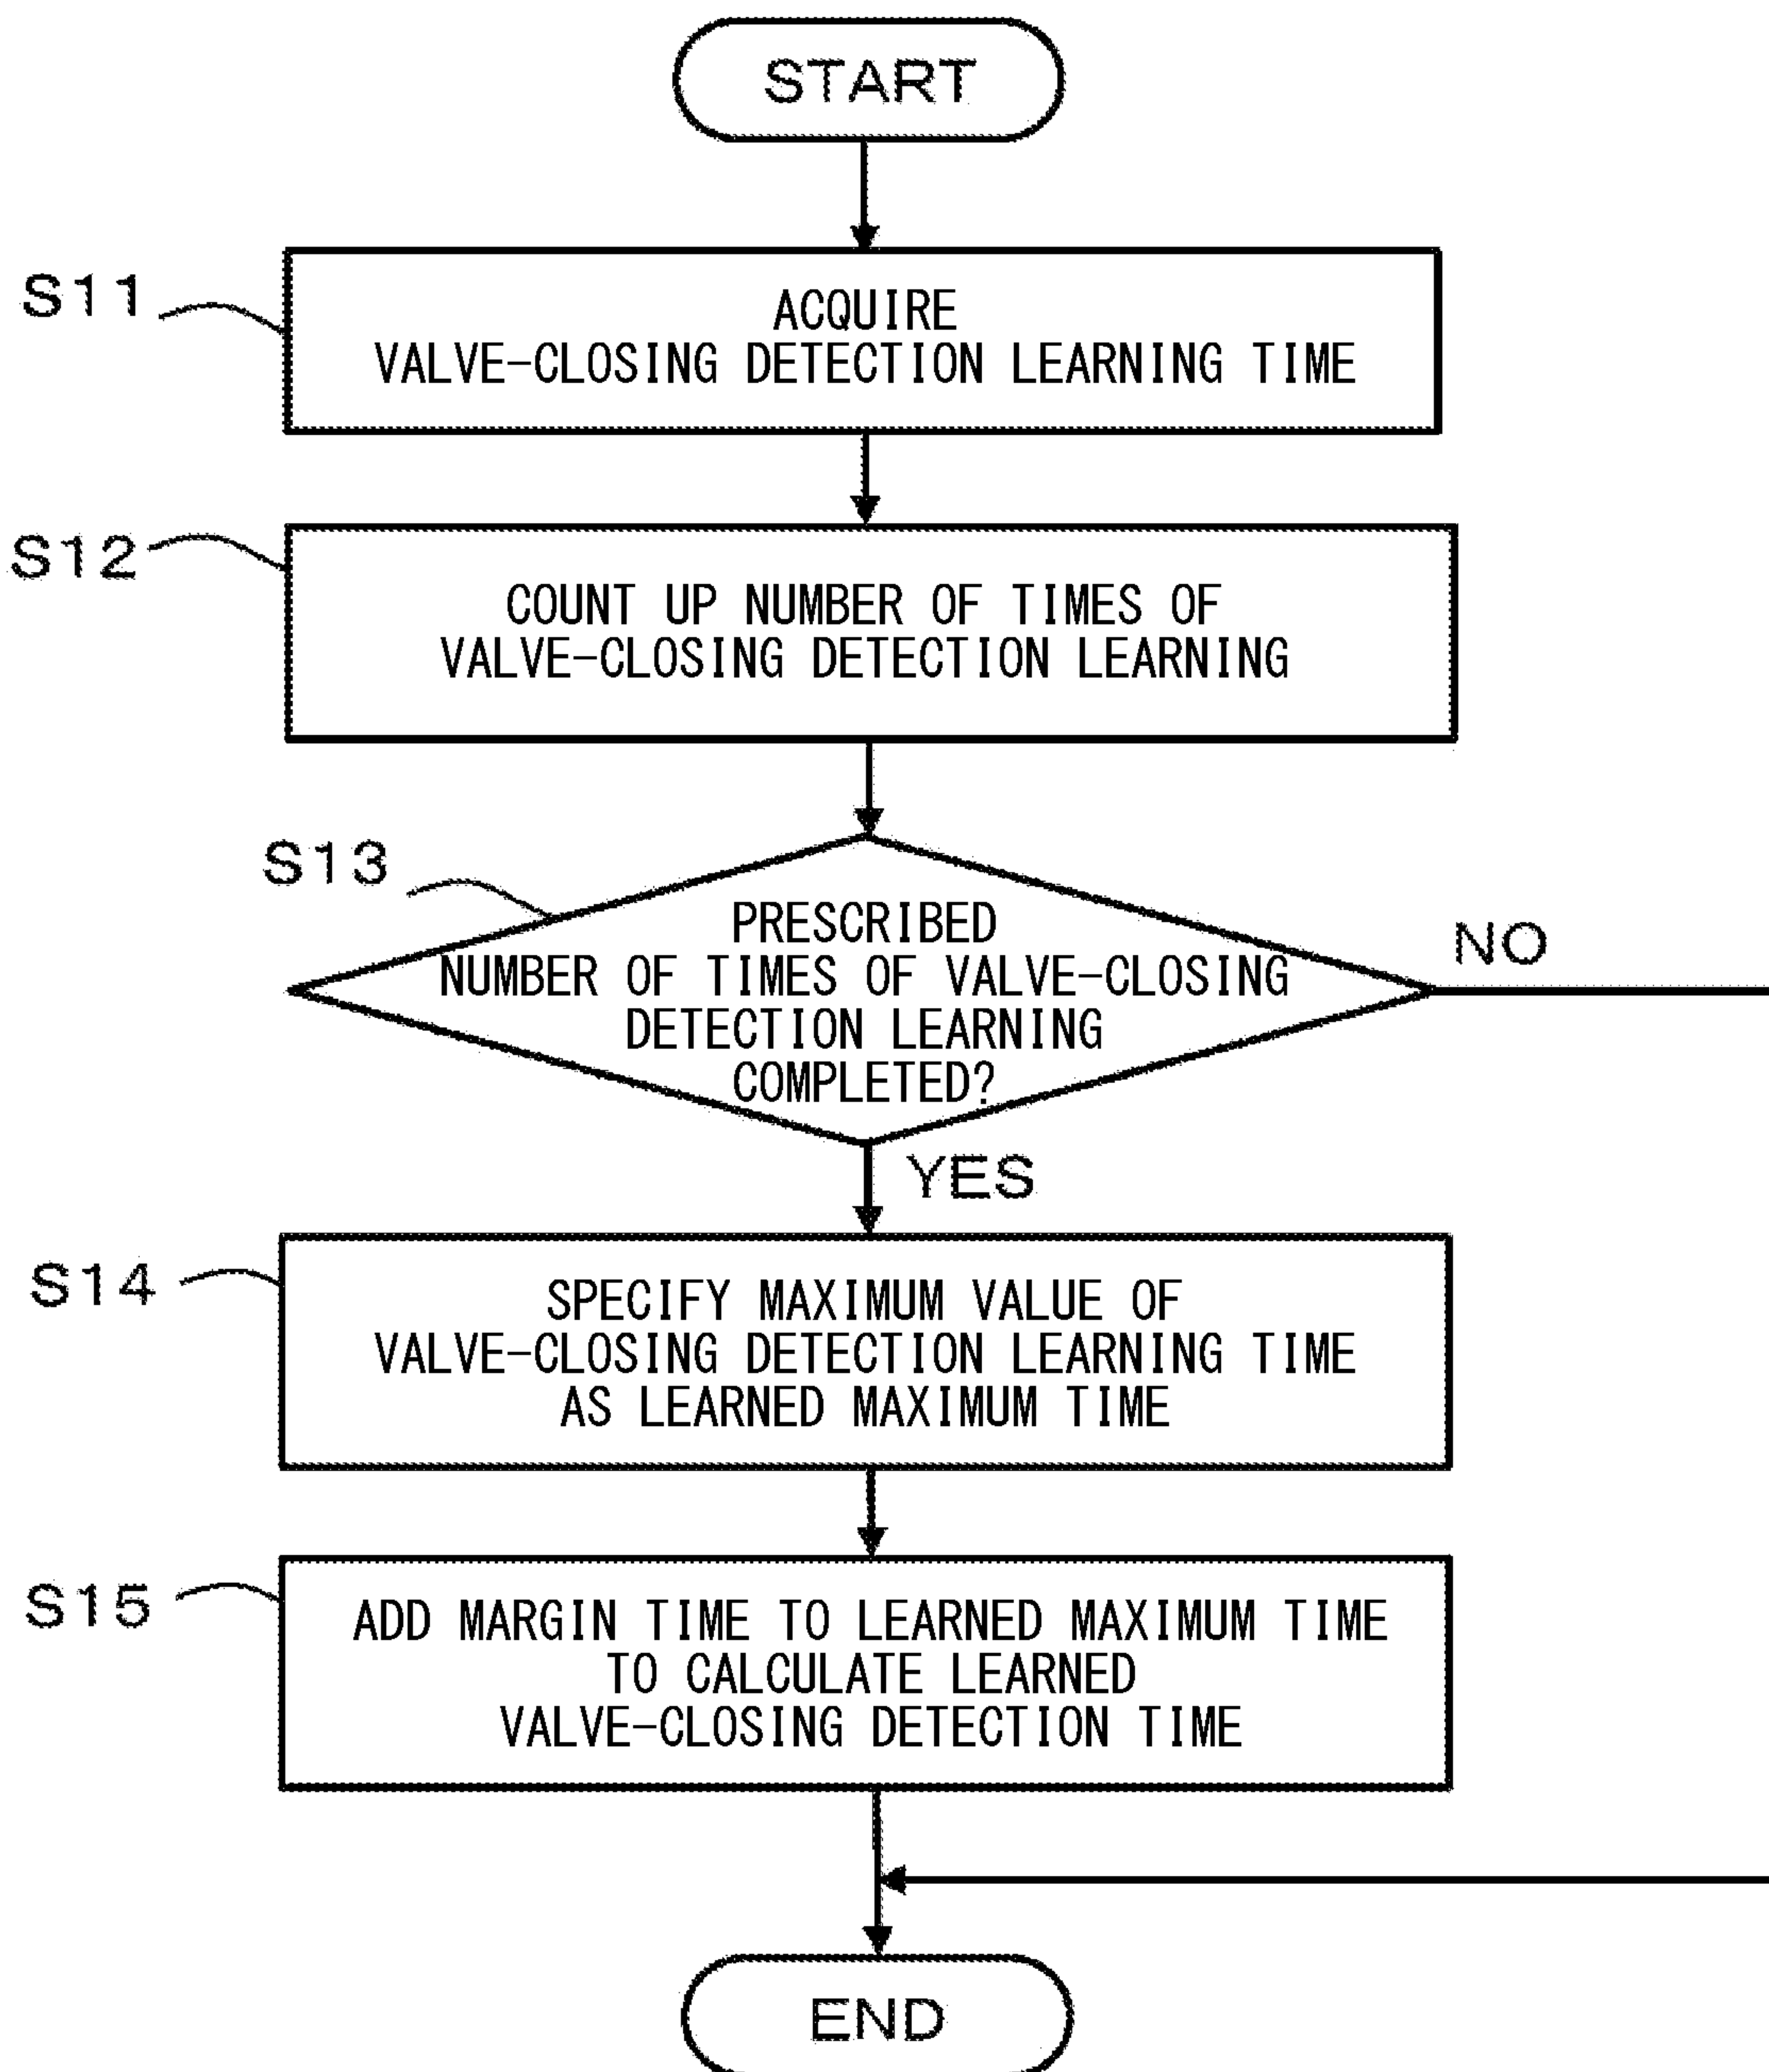 START
S11
ACQUIRE
VALVE-CLOSING DETECTION LEARNING TIME
S12
COUNT UP NUMBER OF TIMES OF
VALVE-CLOSING DETECTION LEARNING
S13
PRESCRIBED
NUMBER OF TIMES OF VALVE-CLOSING
DETECTION LEARNING
COMPLETED?
NO
YES
S14
SPECIFY MAXIMUM VALUE OF
VALVE-CLOSING DETECTION LEARNING TIME
AS LEARNED MAXIMUM TIME
S15
ADD MARGIN TIME TO LEARNED MAXIMUM TIME
TO CALCULATE LEARNED
VALVE-CLOSING DETECTION TIME
END